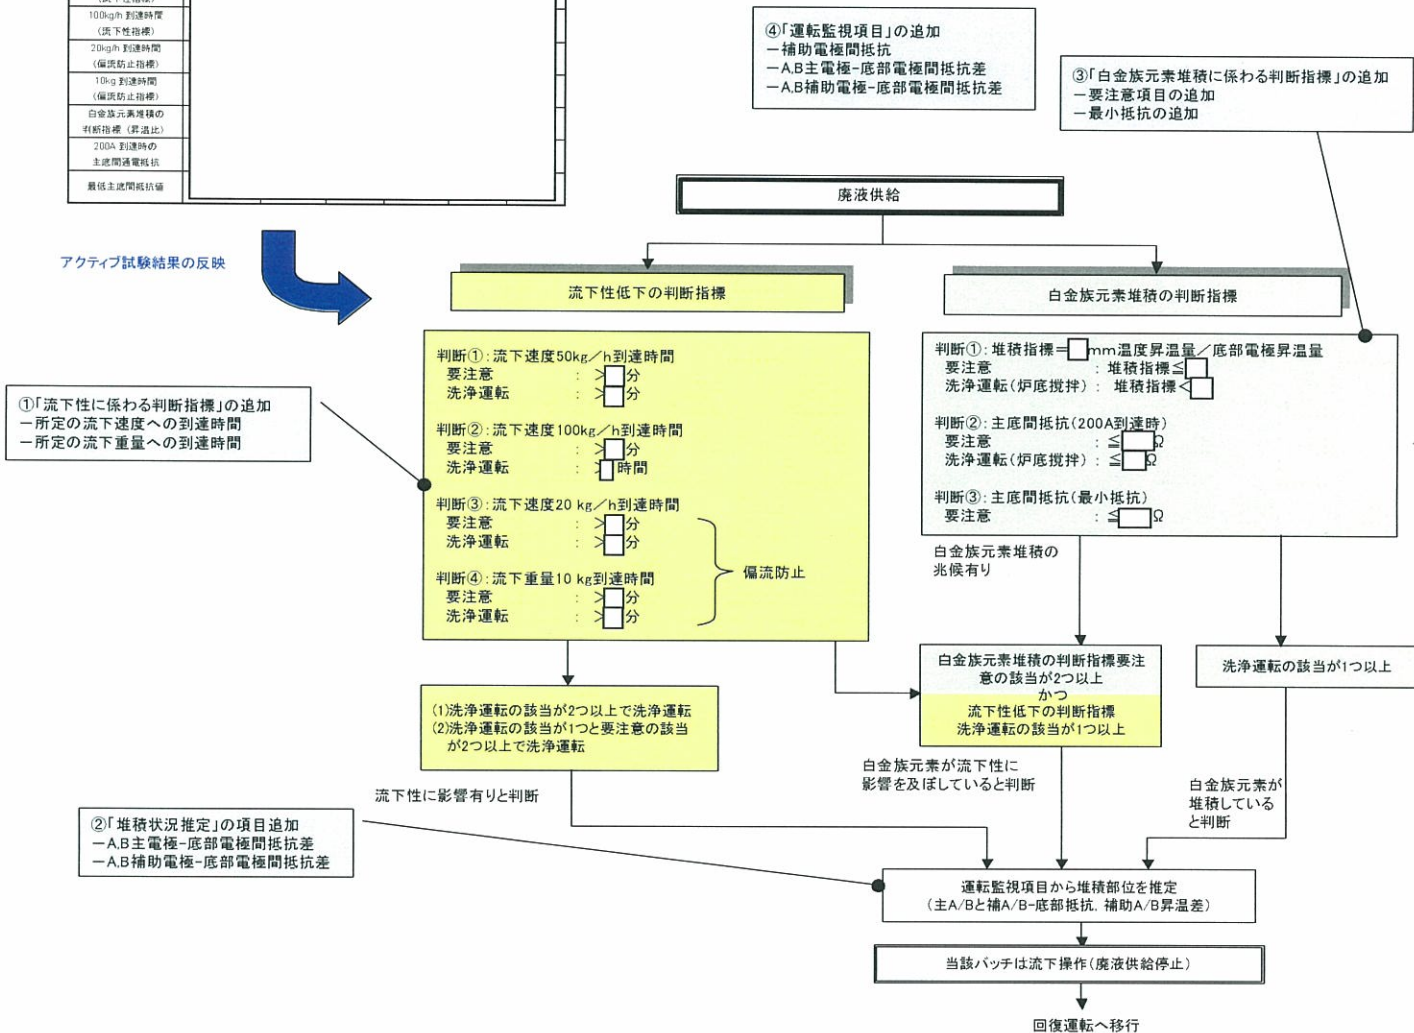 100kg/h 到達時間
(流下性指標)
20kg/h 到達時間
(偏流防止指標)
10kg 到達時間
(偏流防止指標)
白金族元素堆積の
判断指標(昇温比)
200A 到達時の
主底間通電抵抗
最低主底間抵抗値
④「運転監視項目」の追加
－補助電極間抵抗
－A,B主電極-底部電極間抵抗差
－A,B補助電極-底部電極間抵抗差
③「白金族元素堆積に係わる判断指標」の追加
－要注意項目の追加
－最小抵抗の追加
廃液供給
アクティブ試験結果の反映
流下性低下の判断指標
白金族元素堆積の判断指標
①「流下性に係わる判断指標」の追加
－所定の流下速度への到達時間
－所定の流下重量への到達時間
判断①:流下速度50kg/h到達時間
要注意 : > 分
洗浄運転 : > 分
判断②:流下速度100kg/h到達時間
要注意 : > 分
洗浄運転 : > 時間
判断③:流下速度20 kg/h到達時間
要注意 : > 分
洗浄運転 : > 分
判断④:流下重量10 kg到達時間
要注意 : > 分
洗浄運転 : > 分
偏流防止
判断①:堆積指標= mm温度昇温量/底部電極昇温量
要注意 : 堆積指標≦
洗浄運転(炉底撹拌) : 堆積指標<
判断②:主底間抵抗(200A到達時)
要注意 : ≦ Ω
洗浄運転(炉底撹拌) : ≦ Ω
判断③:主底間抵抗(最小抵抗)
要注意 : ≦ Ω
白金族元素堆積の
兆候有り
(1)洗浄運転の該当が2つ以上で洗浄運転
(2)洗浄運転の該当が1つと要注意の該当
が2つ以上で洗浄運転
白金族元素堆積の判断指標要注
意の該当が2つ以上
かつ
流下性低下の判断指標
洗浄運転の該当が1つ以上
洗浄運転の該当が1つ以上
流下性に影響有りと判断
白金族元素が流下性に
影響を及ぼしていると判断
白金族元素が
堆積している
と判断
②「堆積状況推定」の項目追加
－A,B主電極-底部電極間抵抗差
－A,B補助電極-底部電極間抵抗差
運転監視項目から堆積部位を推定
(主A/Bと補A/B-底部抵抗, 補助A/B昇温差)
当該バッチは流下操作(廃液供給停止)
回復運転へ移行